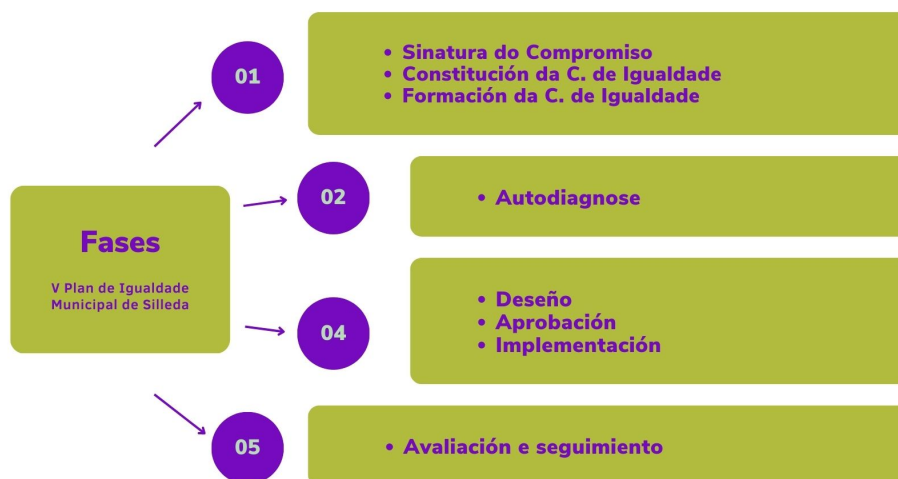 Fases
V Plan de Igualdade
Municipal de Silleda
01
• Sinatura do Compromiso
• Constitución da C. de Igualdade
• Formación da C. de Igualdade
02
• Autodiagnose
04
• Deseño
• Aprobación
• Implementación
05
• Avaliación e seguimiento